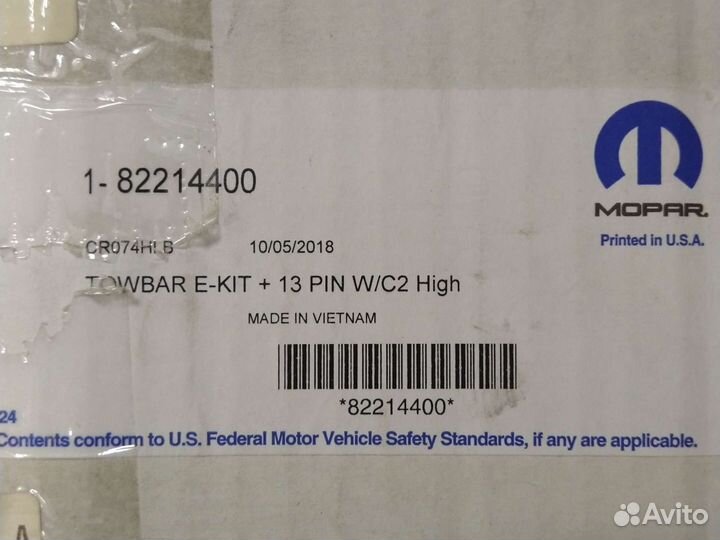 1- 82214400
MOPAR.
Printed in U.S.A.
CR074HLB 10/05/2018
TOWBAR E-KIT + 13 PIN W/C2 High
MADE IN VIETNAM
*82214400*
24
Contents conform to U.S. Federal Motor Vehicle Safety Standards, if any are applicable.
A
Avito